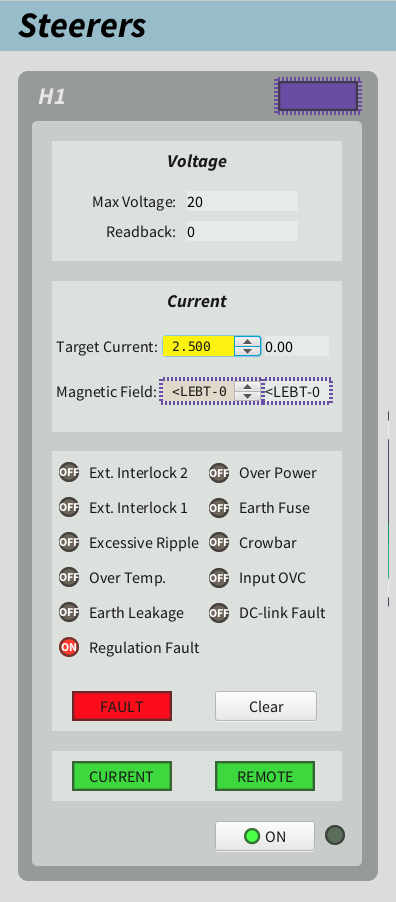 Steerers
H1
Voltage
Max Voltage: 20
Readback: 0
Current
Target Current: 2.500 0.00
Magnetic Field: <LEBT-0 <LEBT-0
OFF Ext. Interlock 2 OFF Over Power
OFF Ext. Interlock 1 OFF Earth Fuse
OFF Excessive Ripple OFF Crowbar
OFF Over Temp. OFF Input OVC
OFF Earth Leakage OFF DC-link Fault
ON Regulation Fault
FAULT Clear
CURRENT REMOTE
ON